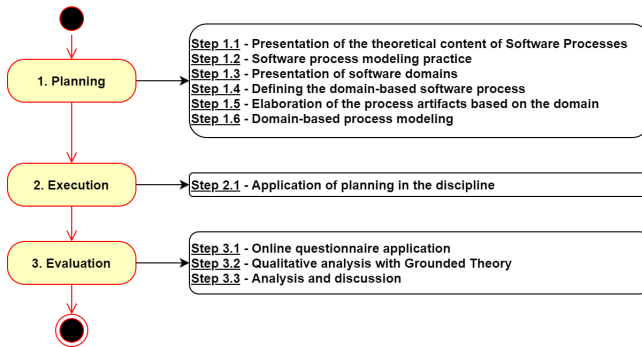 1. Planning
Step 1.1 - Presentation of the theoretical content of Software Processes
Step 1.2 - Software process modeling practice
Step 1.3 - Presentation of software domains
Step 1.4 - Defining the domain-based software process
Step 1.5 - Elaboration of the process artifacts based on the domain
Step 1.6 - Domain-based process modeling
2. Execution
Step 2.1 - Application of planning in the discipline
3. Evaluation
Step 3.1 - Online questionnaire application
Step 3.2 - Qualitative analysis with Grounded Theory
Step 3.3 - Analysis and discussion